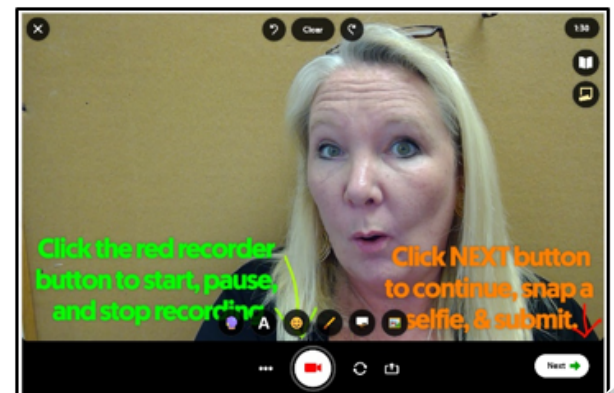 Clear
1:30
Click the red recorder
button to start, pause,
and stop recording.
Click NEXT button
to continue, snap a
selfie, & submit.
A
Next